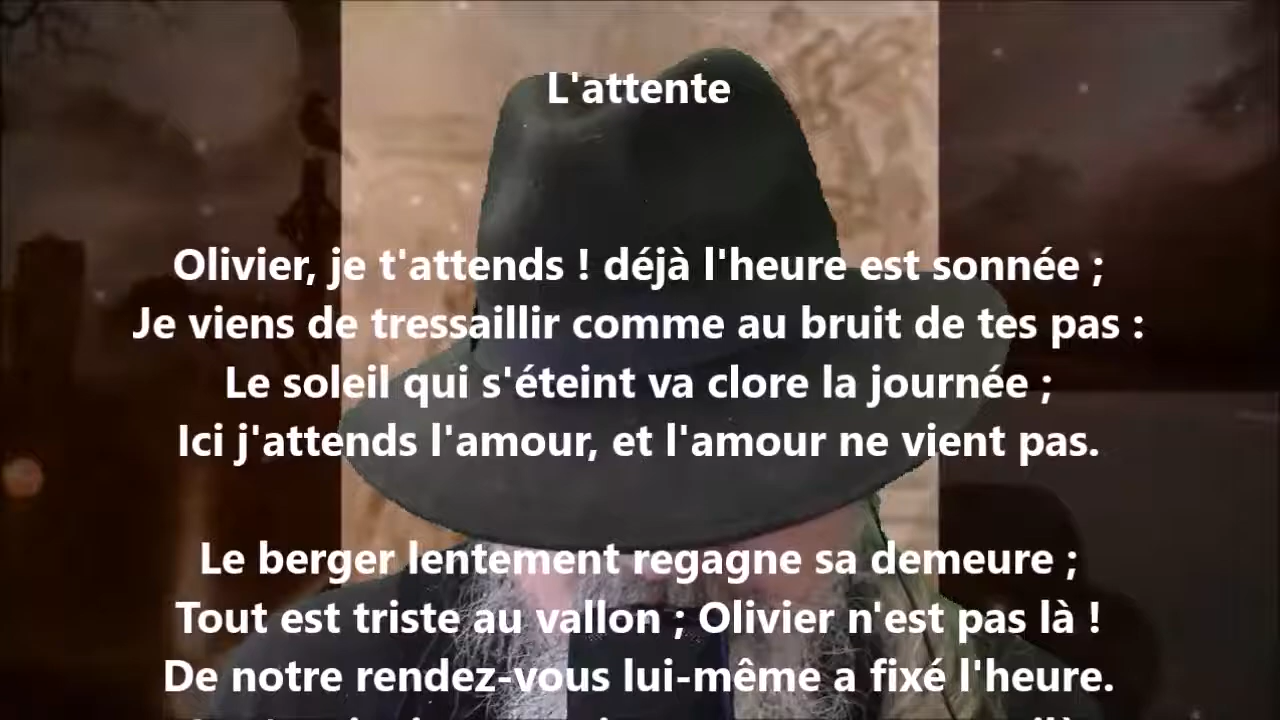 L'attente
Olivier, je t'attends ! déjà l'heure est sonnée ;
Je viens de tressaillir comme au bruit de tes pas :
Le soleil qui s'éteint va clore la journée ;
Ici j'attends l'amour, et l'amour ne vient pas.
Le berger lentement regagne sa demeure ;
Tout est triste au vallon ; Olivier n'est pas là !
De notre rendez-vous lui-même a fixé l'heure.